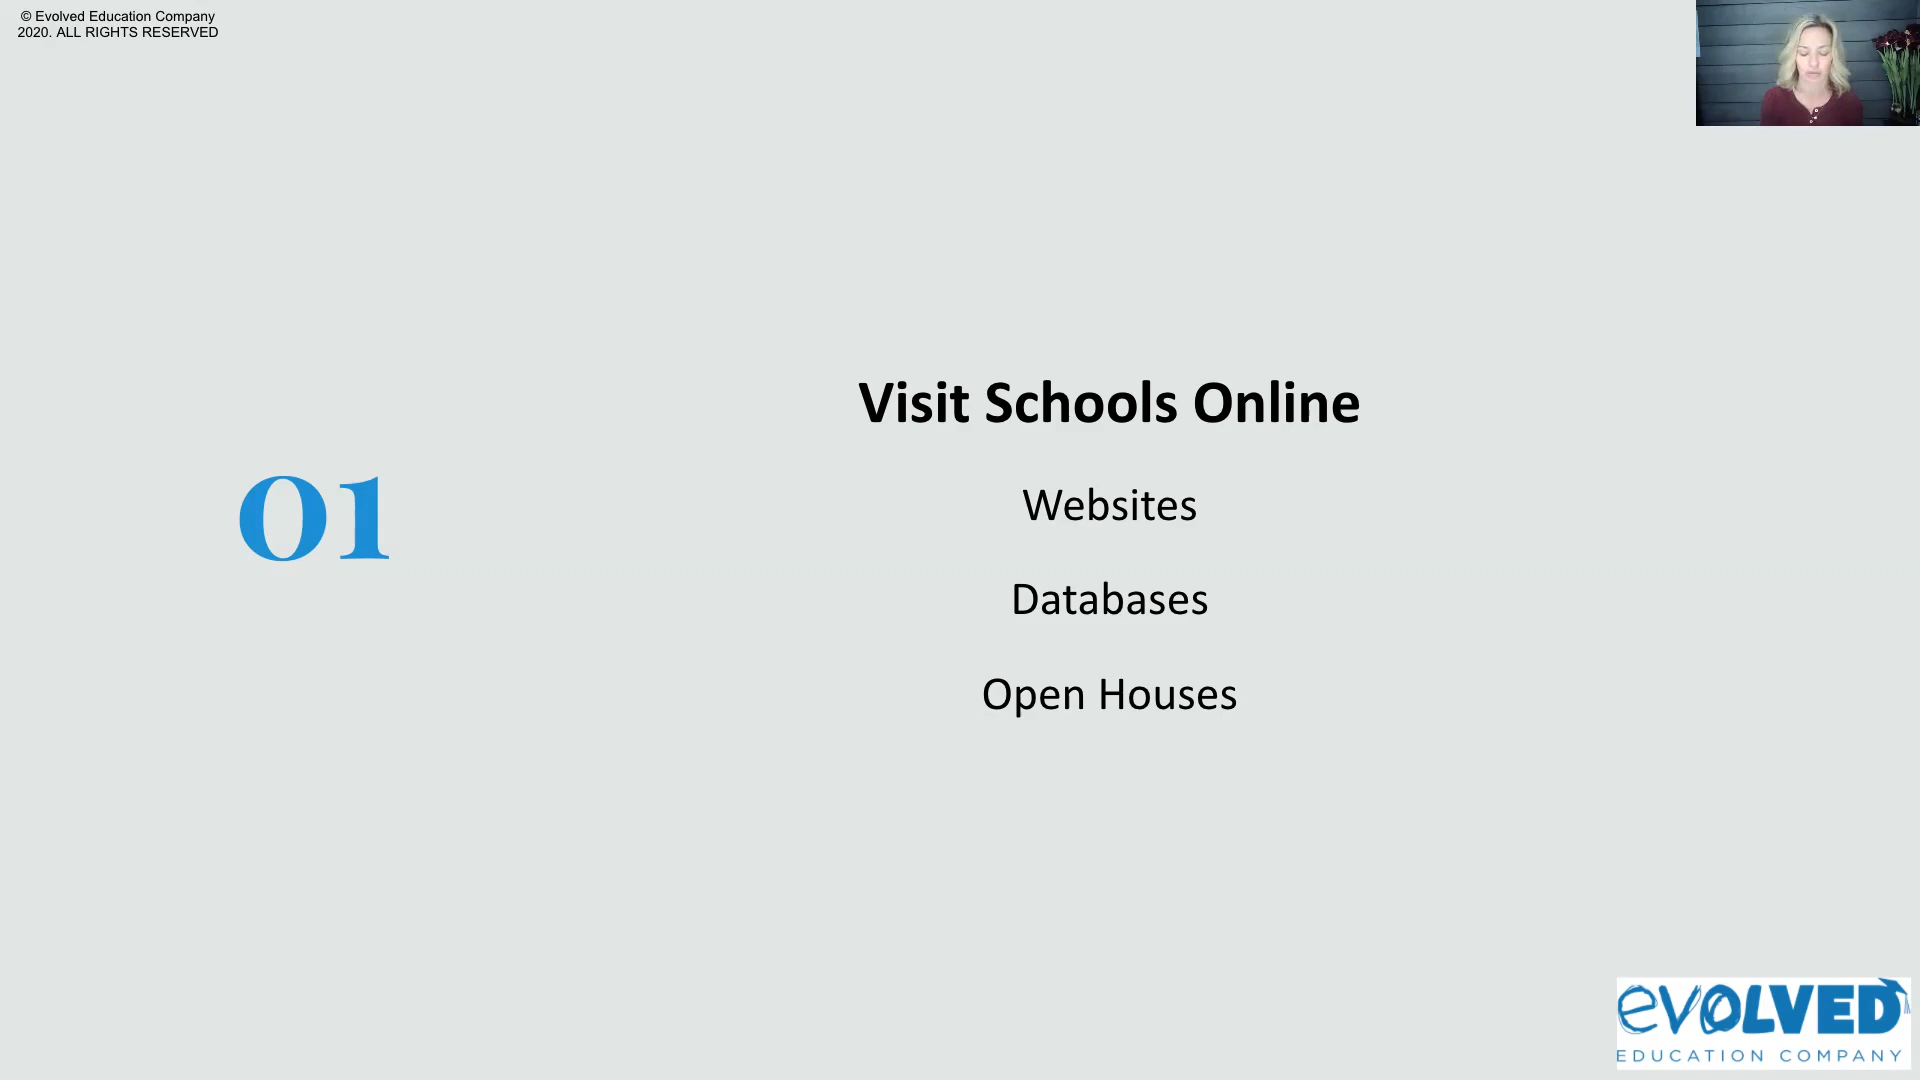 © Evolved Education Company
2020. ALL RIGHTS RESERVED
Visit Schools Online
01
Websites
Databases
Open Houses
eVOLVED
EDUCATION COMPANY